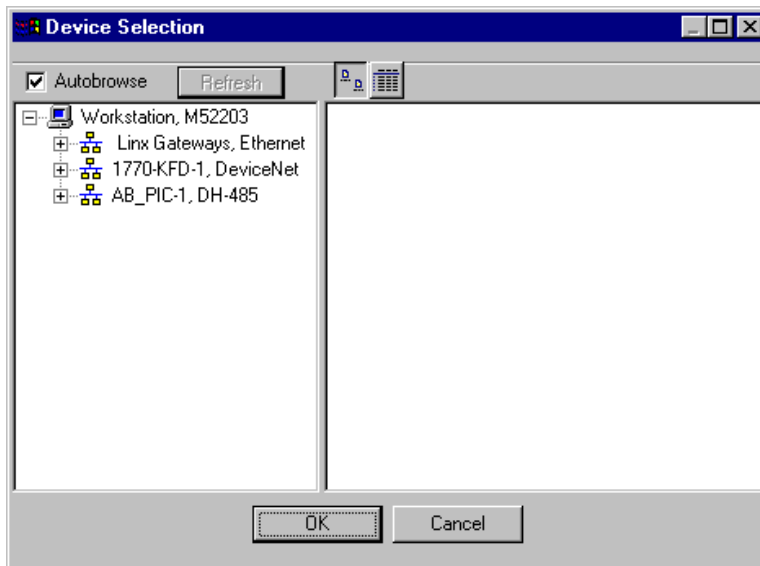 Device Selection
Autobrowse Refresh
Workstation, M52203
Linx Gateways, Ethernet
1770-KFD-1, DeviceNet
AB_PIC-1, DH-485
OK Cancel